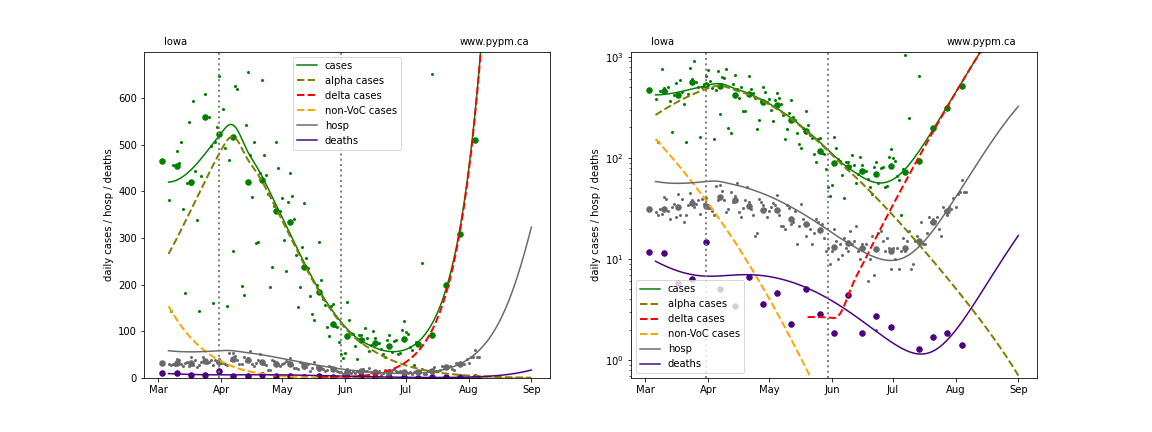 Iowa www.pypm.ca
cases
alpha cases
delta cases
non-VoC cases
hosp
deaths
daily cases / hosp / deaths
600
500
400
300
200
100
0
Mar Apr May Jun Jul Aug Sep
Iowa www.pypm.ca
daily cases / hosp / deaths
10³
10²
10¹
10⁰
cases
alpha cases
delta cases
non-VoC cases
hosp
deaths
Mar Apr May Jun Jul Aug Sep